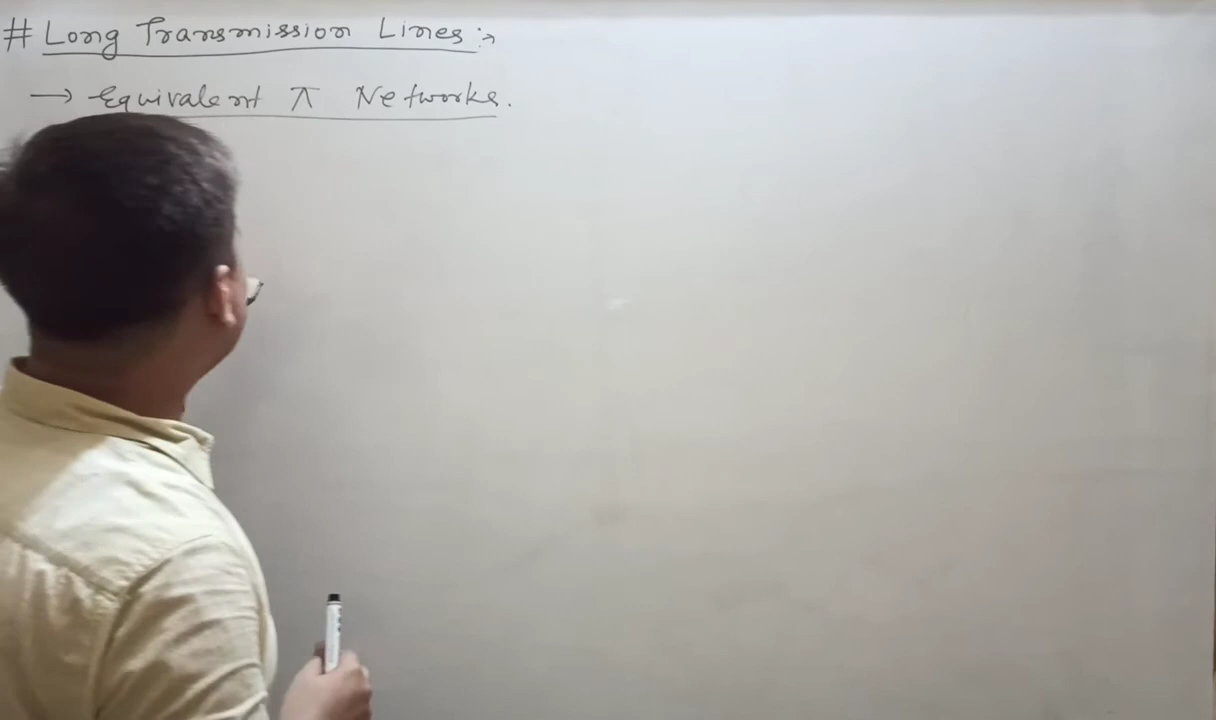 # Long Transmission Lines :→
→ Equivalent π Networks.